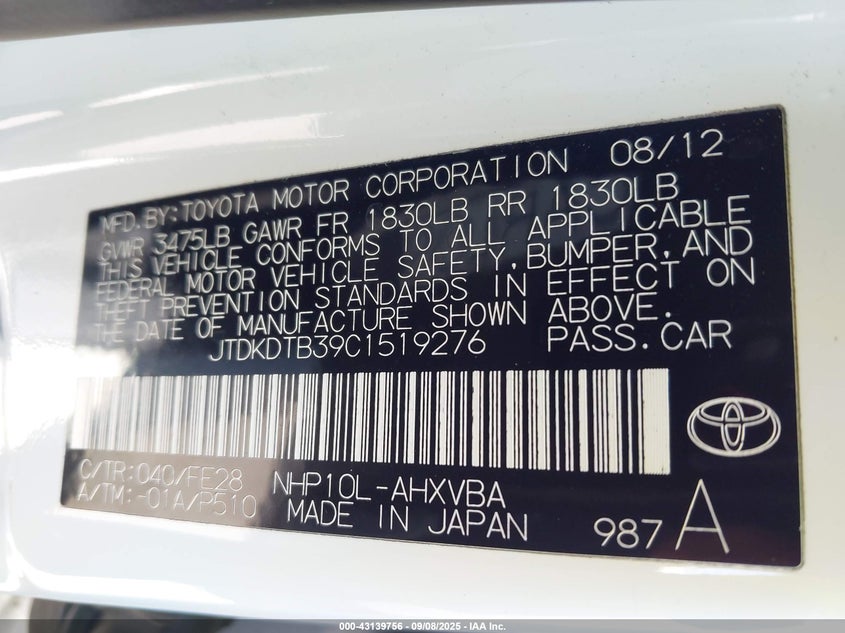 MFD.BY:TOYOTA MOTOR CORPORATION 08/12
GVWR 3475LB GAWR FR 1830LB RR 1830LB
THIS VEHICLE CONFORMS TO ALL APPLICABLE
FEDERAL MOTOR VEHICLE SAFETY,BUMPER,AND
THEFT PREVENTION STANDARDS IN EFFECT ON
THE DATE OF MANUFACTURE SHOWN ABOVE.
JTDKDTB39C1519276 PASS.CAR
C/TR:040/FE28 NHP10L-AHXVBA
A/TM:-01A/P510 MADE IN JAPAN
987 A
000-43139756 - 09/08/2025 - IAA Inc.